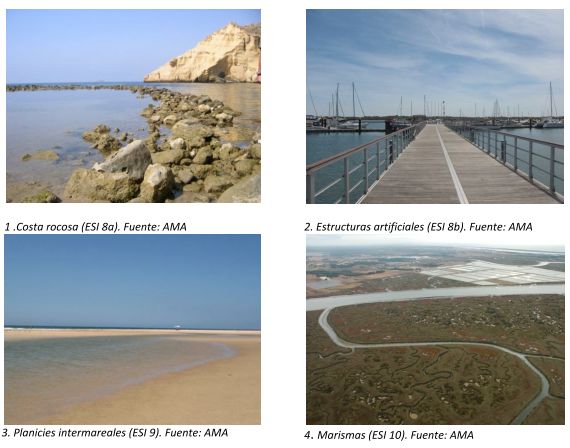 1 .Costa rocosa (ESI 8a). Fuente: AMA
2. Estructuras artificiales (ESI 8b). Fuente: AMA
3. Planicies intermareales (ESI 9). Fuente: AMA
4. Marismas (ESI 10). Fuente: AMA